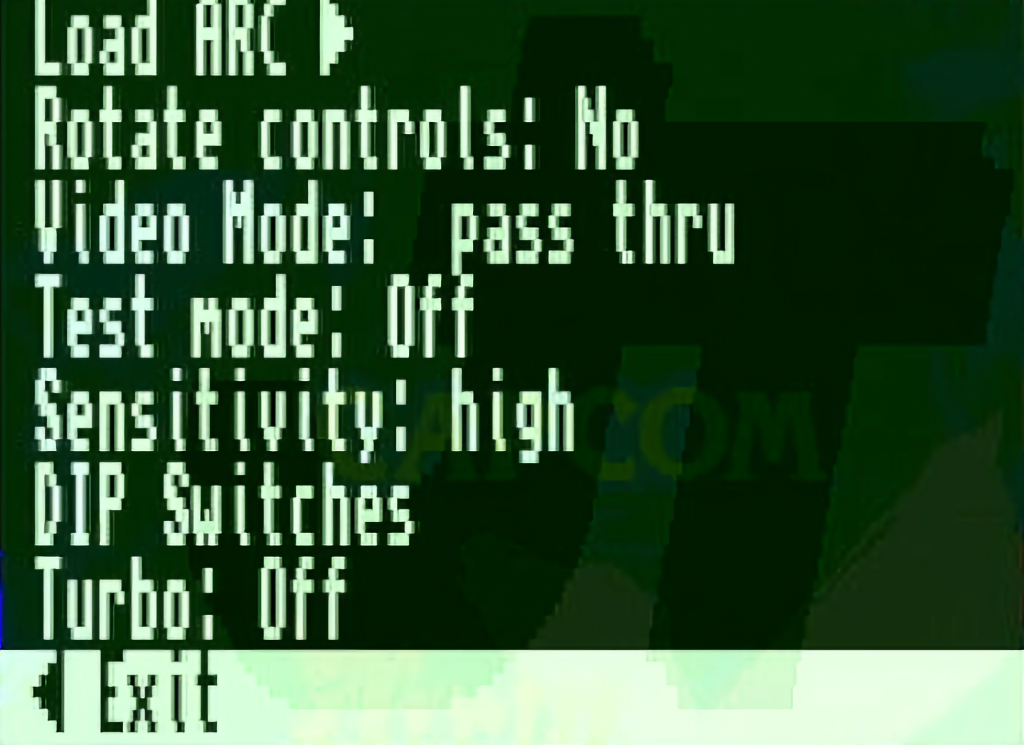 Load ARC ▶
Rotate controls: No
Video Mode: pass thru
Test mode: Off
Sensitivity: high
CAPCOM
DIP Switches
Turbo: Off
◀ Exit